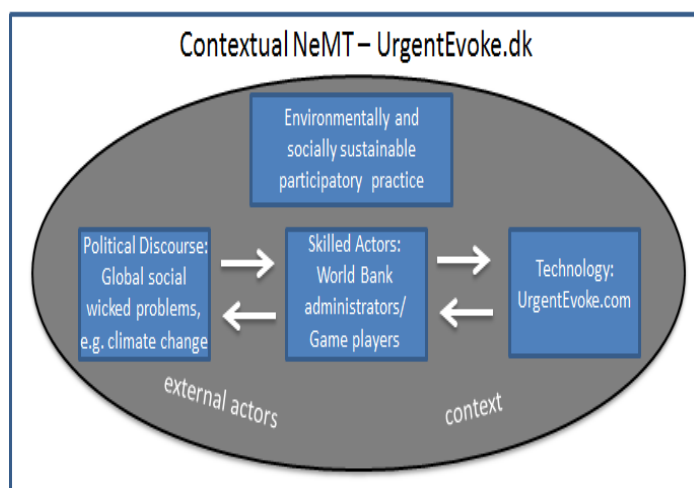 Contextual NeMT – UrgentEvoke.dk
Environmentally and
socially sustainable
participatory practice
Political Discourse:
Global social
wicked problems,
e.g. climate change
Skilled Actors:
World Bank
administrators/
Game players
Technology:
UrgentEvoke.com
external actors
context